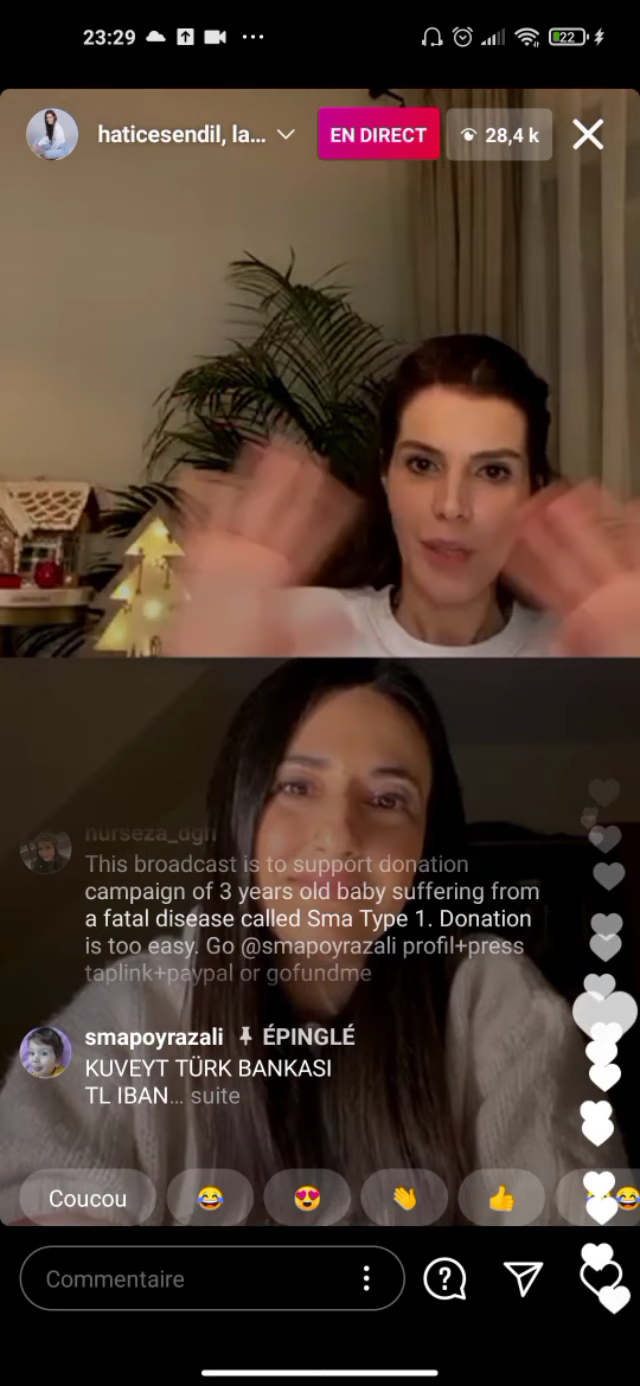 23:29
22
haticesendil, la...
EN DIRECT
28,4 k
nurseza_dgn
This broadcast is to support donation
campaign of 3 years old baby suffering from
a fatal disease called Sma Type 1. Donation
is too easy. Go @smapoyrazali profil+press
taplink+paypal or gofundme
smapoyrazali ÉPINGLÉ
KUVEYT TÜRK BANKASI
TL IBAN... suite
Coucou
Commentaire